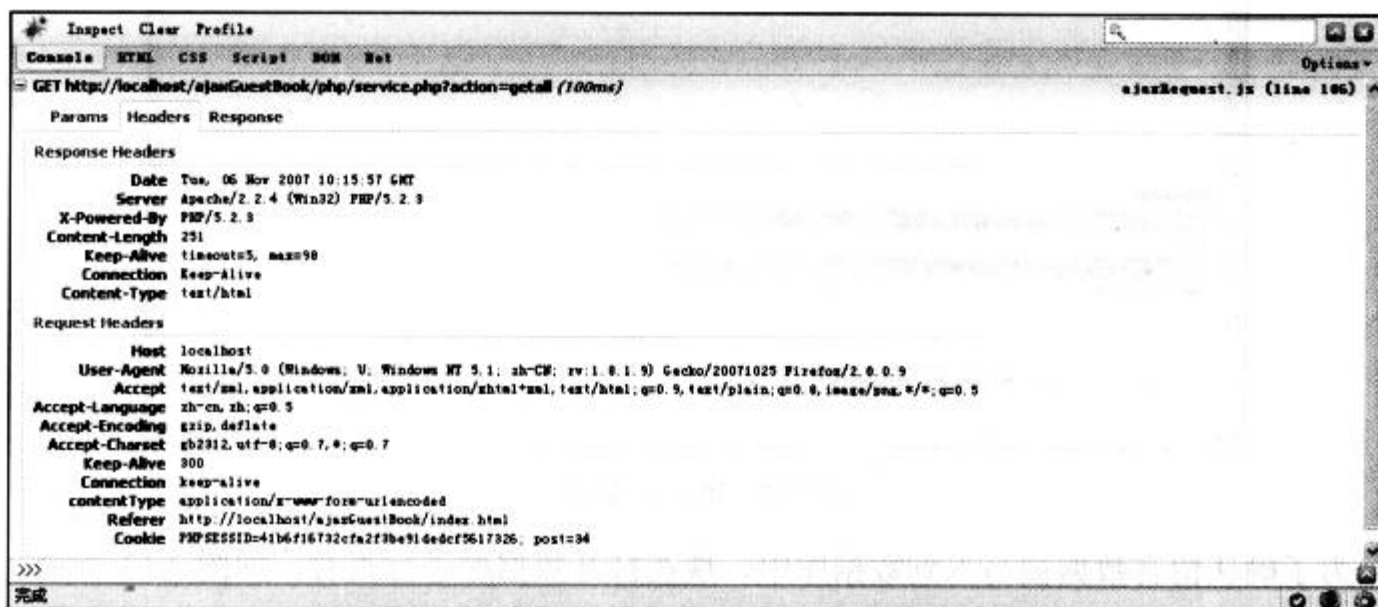 Inspect Clear Profile
Console HTML CSS Script DOM Net
Options
GET http://localhost/ajaxGuestBook/php/service.php?action=getall (100ms)
ajaxRequest.js (line 186)
Params Headers Response
Response Headers
Date Tue, 06 Nov 2007 10:15:57 GMT
Server Apache/2.2.4 (Win32) PHP/5.2.3
X-Powered-By PHP/5.2.3
Content-Length 251
Keep-Alive timeout=5, max=98
Connection Keep-Alive
Content-Type text/html
Request Headers
Host localhost
User-Agent Mozilla/5.0 (Windows; U; Windows NT 5.1; zh-CN; rv:1.8.1.9) Gecko/20071025 Firefox/2.0.0.9
Accept text/xml,application/xml,application/xhtml+xml,text/html;q=0.9,text/plain;q=0.8,image/png,*/*;q=0.5
Accept-Language zh-cn,zh;q=0.5
Accept-Encoding gzip,deflate
Accept-Charset gb2312,utf-8;q=0.7,*;q=0.7
Keep-Alive 300
Connection keep-alive
contentType application/x-www-form-urlencoded
Referer http://localhost/ajaxGuestBook/index.html
Cookie PHPSESSID=41b6f16732cfa2f3be91dedcf5617326; post=34
>>>
完成